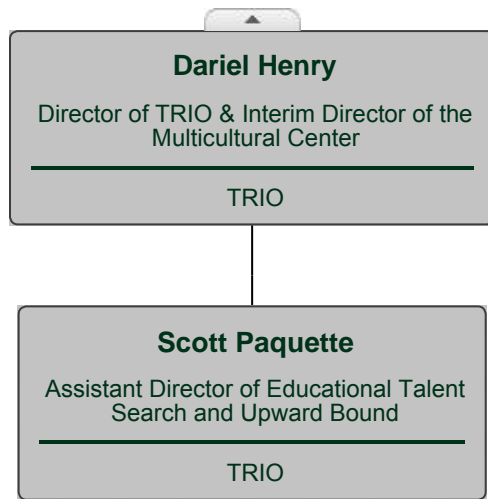 Dariel Henry
Director of TRIO & Interim Director of the
Multicultural Center
TRIO
Scott Paquette
Assistant Director of Educational Talent
Search and Upward Bound
TRIO